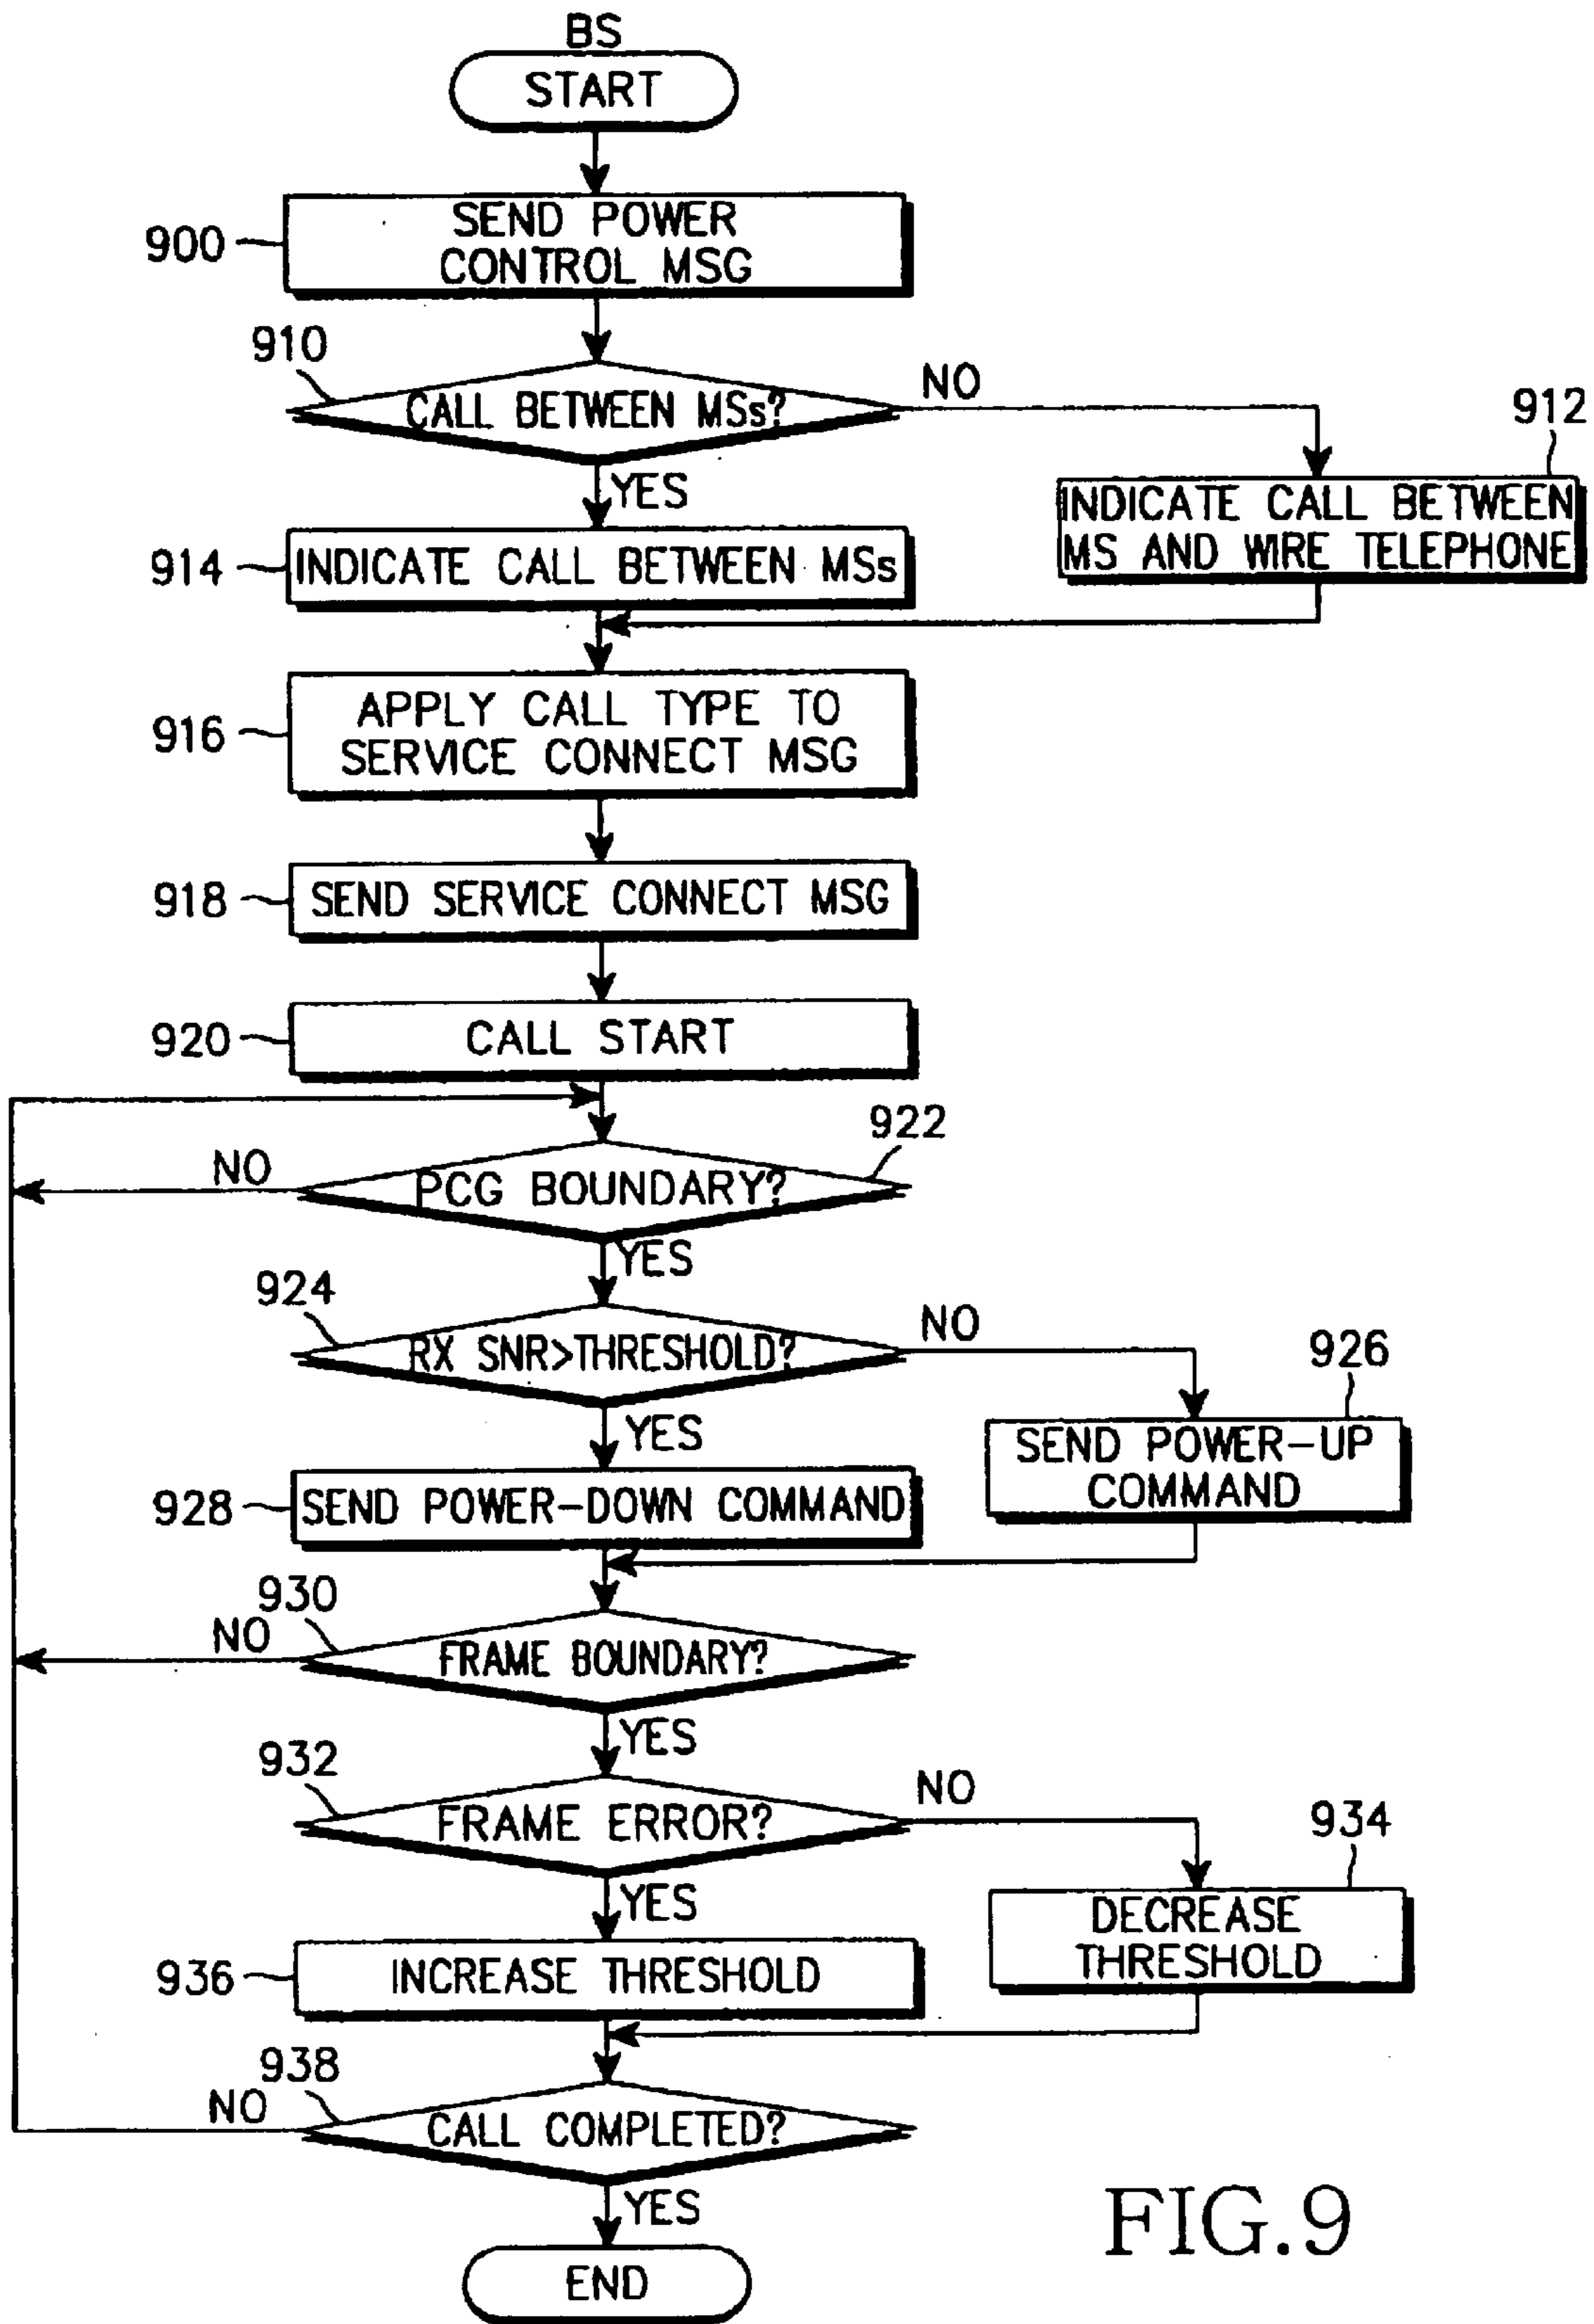 BS
START
900
SEND POWER
CONTROL MSG
910
CALL BETWEEN MSs?
NO
912
YES
INDICATE CALL BETWEEN
MS AND WIRE TELEPHONE
914
INDICATE CALL BETWEEN MSs
916
APPLY CALL TYPE TO
SERVICE CONNECT MSG
918
SEND SERVICE CONNECT MSG
920
CALL START
922
NO
PCG BOUNDARY?
YES
924
RX SNR>THRESHOLD?
NO
926
YES
SEND POWER-UP
COMMAND
928
SEND POWER-DOWN COMMAND
930
NO
FRAME BOUNDARY?
YES
932
FRAME ERROR?
NO
934
YES
DECREASE
THRESHOLD
936
INCREASE THRESHOLD
938
NO
CALL COMPLETED?
YES
END
FIG.9